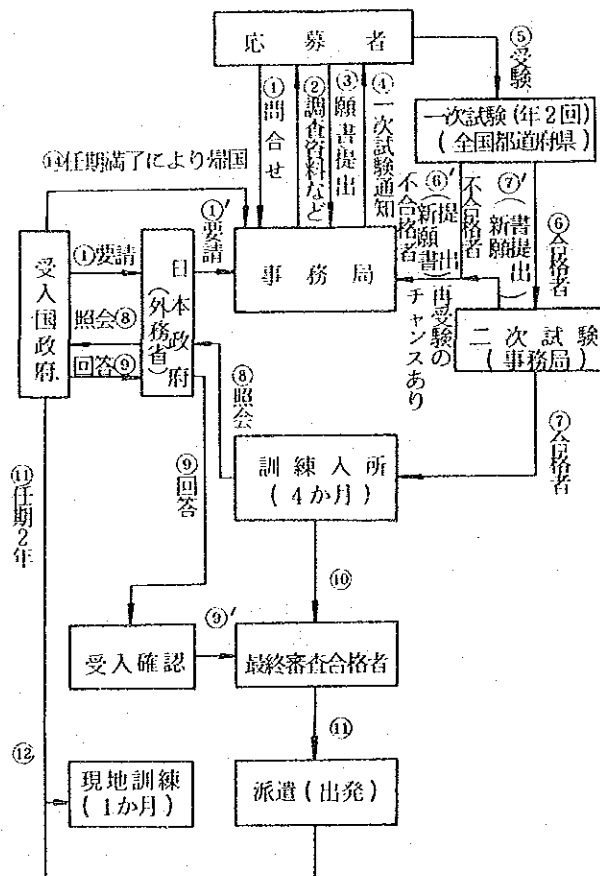 応募者
①問合せ
②調査資料など
③願書提出
④一次試験通知
⑤受験
一次試験(年2回)
(全国都道府県)
⑭任期満了により帰国
①′要請
事務局
不合格者
⑥′(提出
新願書)
再受験の
チャンスあり
不合格者
⑦′(書提出)
新願
⑥合格者
二次試験
(事務局)
⑦合格者
受入国政府
①要請
照会⑧
回答⑨
日本政府
(外務省)
⑧照会
⑨回答
訓練入所
(4か月)
⑩
⑪任期2年
受入確認
⑨′
最終審査合格者
⑪
⑫
現地訓練
(1か月)
派遣(出発)